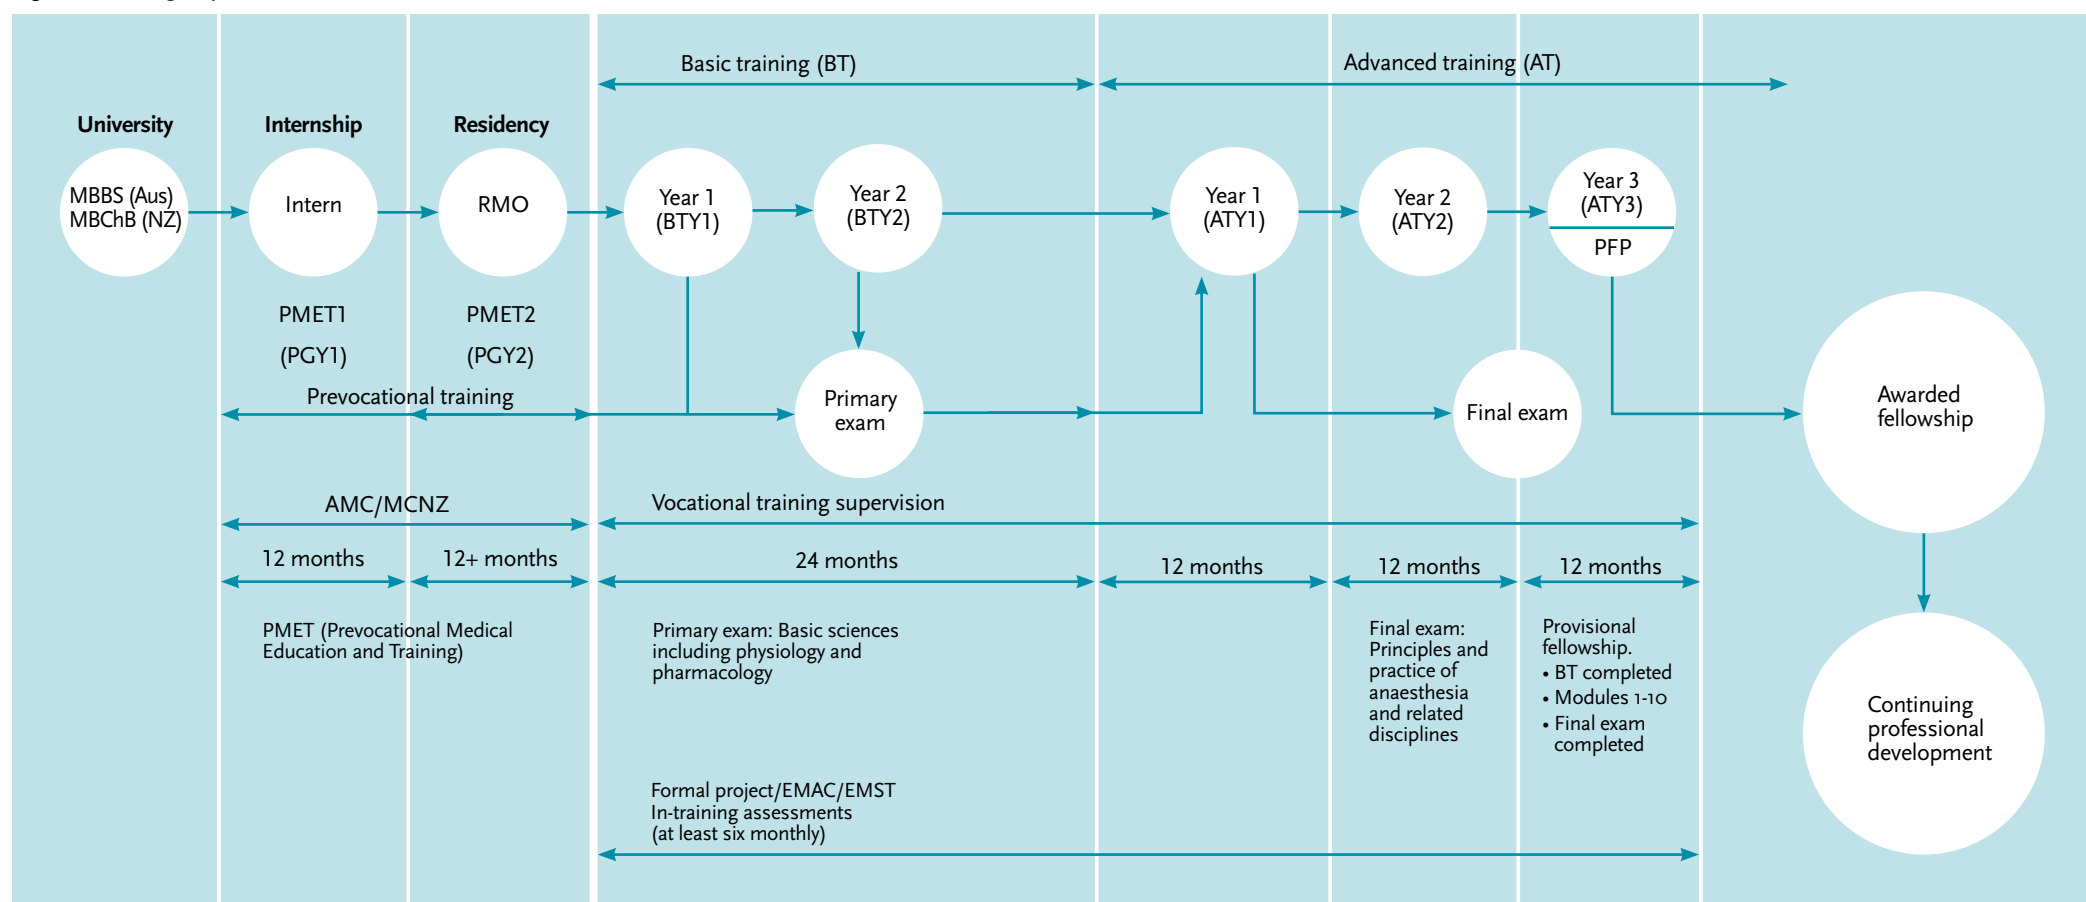 Basic training (BT)
Advanced training (AT)
University
Internship
Residency
MBBS (Aus)
MBChB (NZ)
Intern
RMO
Year 1
(BTY1)
Year 2
(BTY2)
Year 1
(ATY1)
Year 2
(ATY2)
Year 3
(ATY3)
PFP
PMET1
(PGY1)
PMET2
(PGY2)
Prevocational training
Primary
exam
Final exam
Awarded
fellowship
AMC/MCNZ
Vocational training supervision
12 months
12+ months
24 months
12 months
12 months
12 months
PMET (Prevocational Medical
Education and Training)
Primary exam: Basic sciences
including physiology and
pharmacology
Final exam:
Principles and
practice of
anaesthesia
and related
disciplines
Provisional
fellowship.
• BT completed
• Modules 1-10
• Final exam
completed
Continuing
professional
development
Formal project/EMAC/EMST
In-training assessments
(at least six monthly)